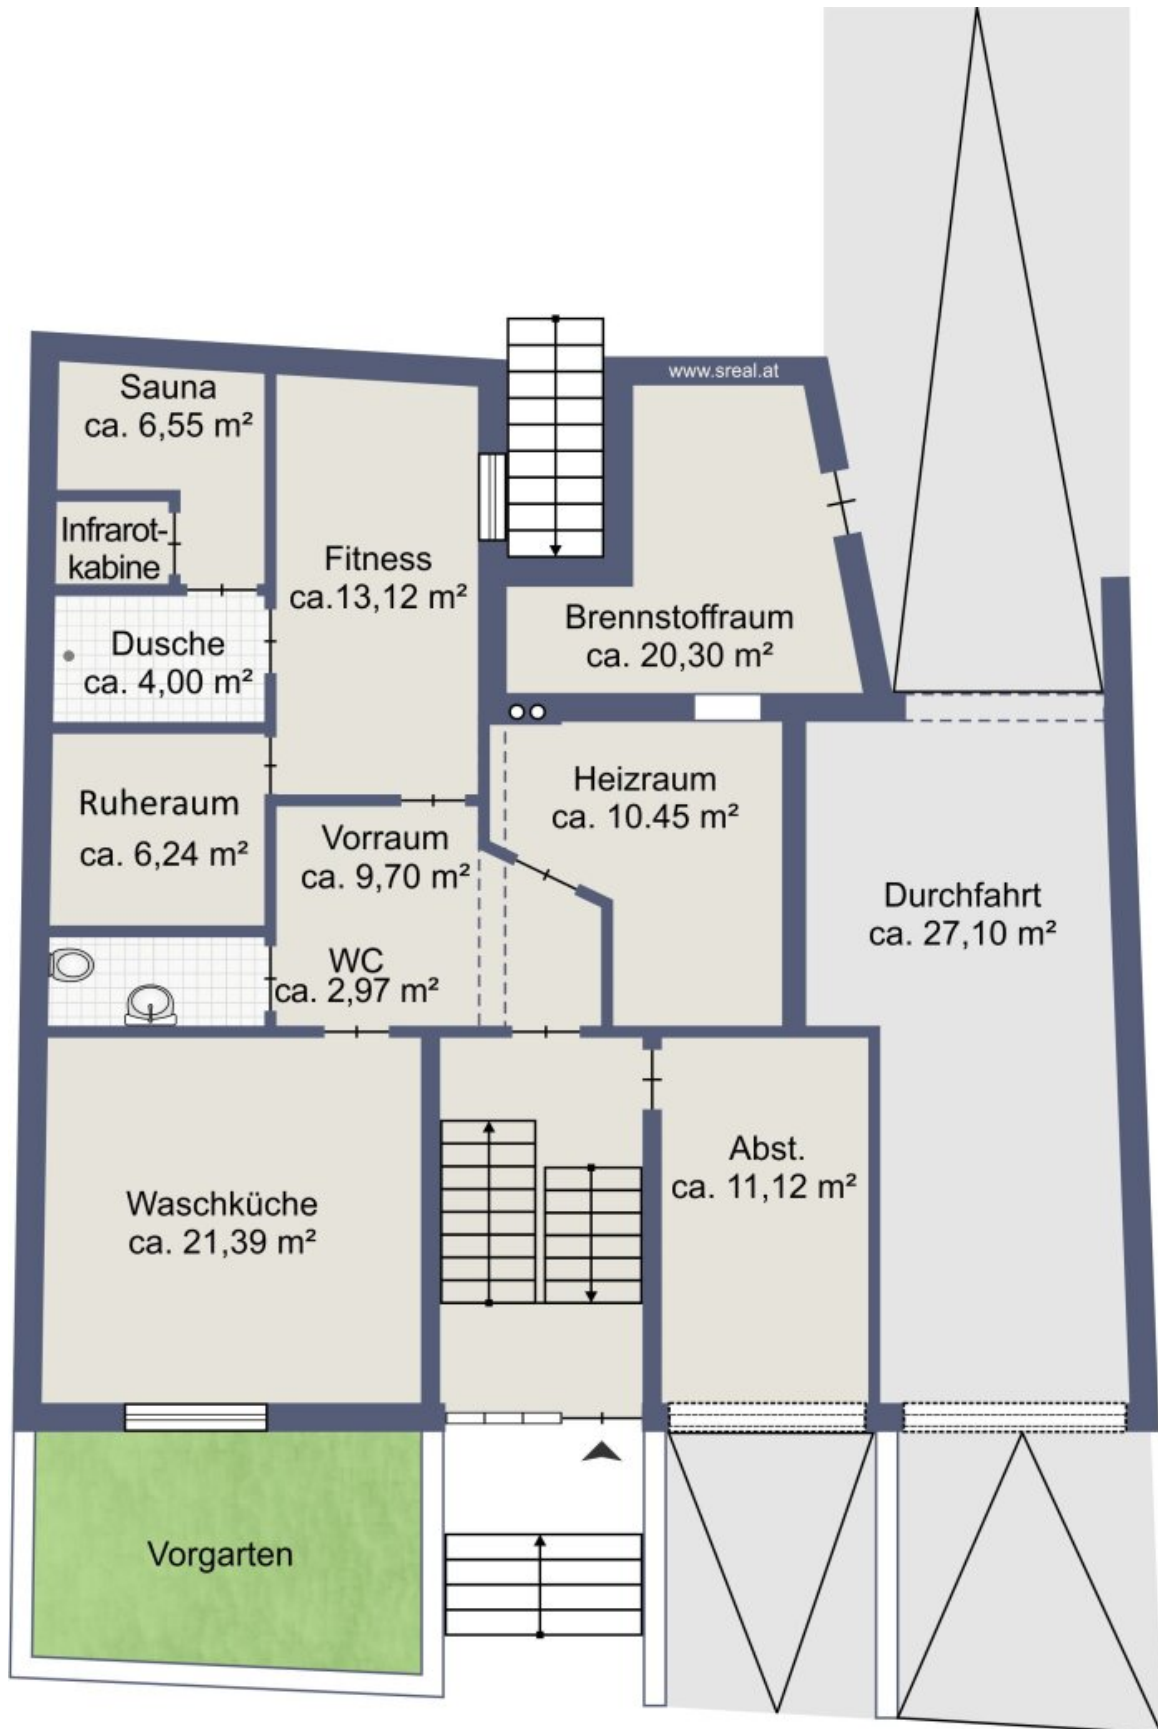 www.sreal.at
Sauna
ca. 6,55 m²
Infrarot-
kabine
Fitness
ca.13,12 m²
Brennstoffraum
ca. 20,30 m²
Dusche
ca. 4,00 m²
Ruheraum
ca. 6,24 m²
Vorraum
ca. 9,70 m²
Heizraum
ca. 10.45 m²
Durchfahrt
ca. 27,10 m²
WC
ca. 2,97 m²
Abst.
ca. 11,12 m²
Waschküche
ca. 21,39 m²
Vorgarten